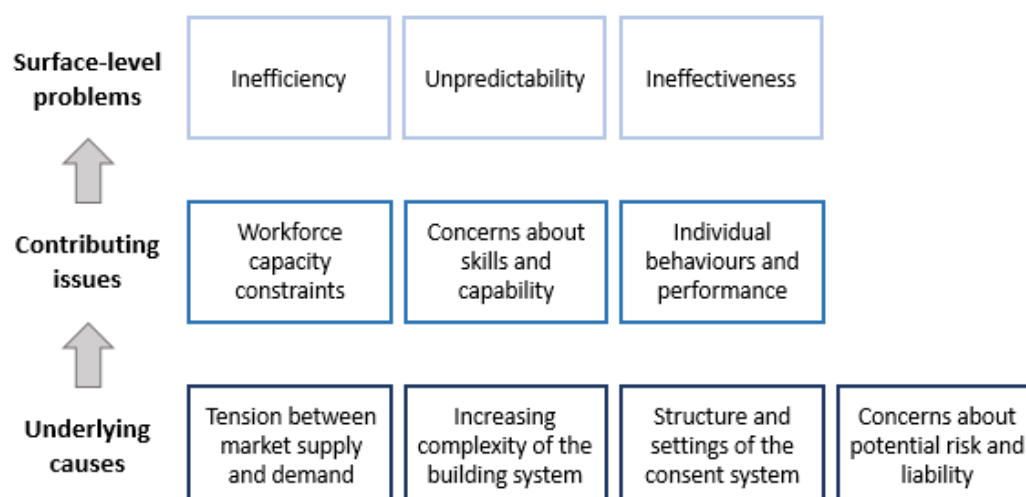 Surface-level
problems
Inefficiency
Unpredictability
Ineffectiveness
Contributing
issues
Workforce
capacity
constraints
Concerns about
skills and
capability
Individual
behaviours and
performance
Underlying
causes
Tension between
market supply
and demand
Increasing
complexity of the
building system
Structure and
settings of the
consent system
Concerns about
potential risk and
liability